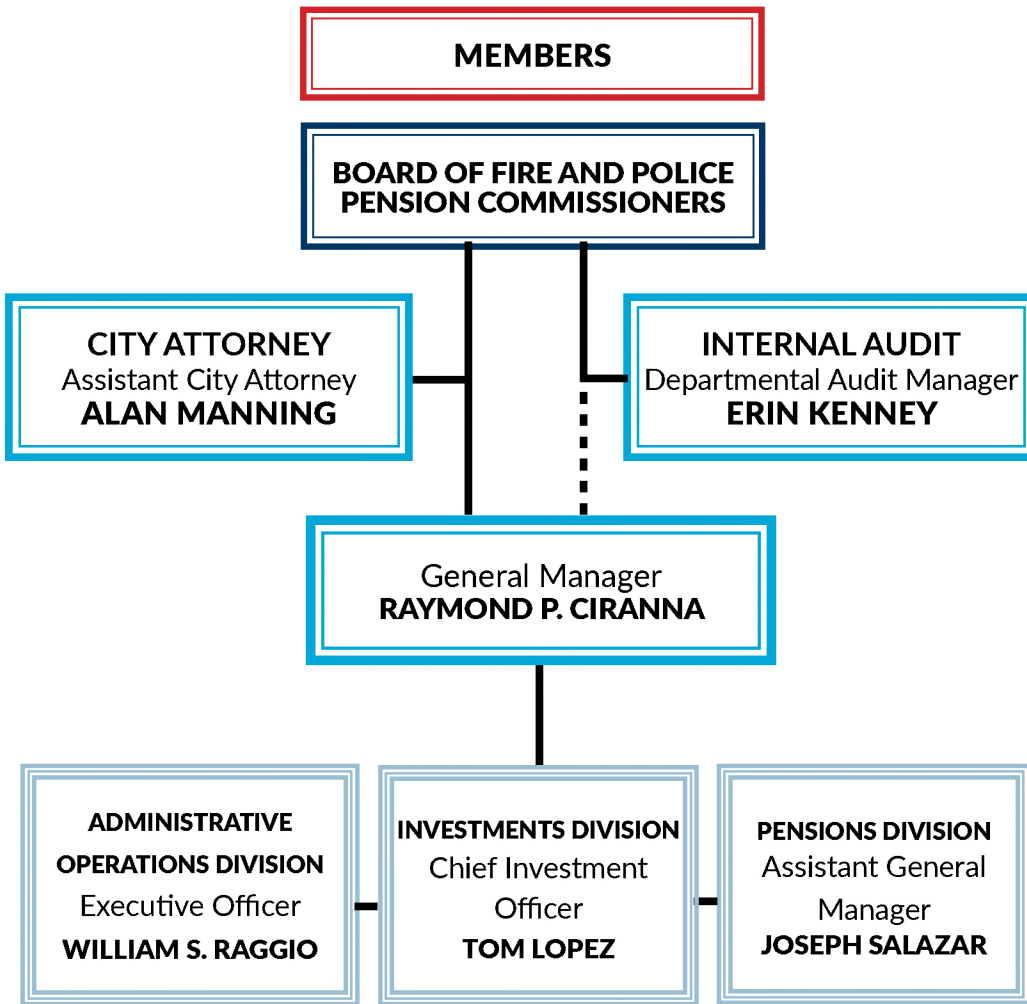 MEMBERS
BOARD OF FIRE AND POLICE
PENSION COMMISSIONERS
CITY ATTORNEY
Assistant City Attorney
ALAN MANNING
INTERNAL AUDIT
Departmental Audit Manager
ERIN KENNEY
General Manager
RAYMOND P. CIRANNA
ADMINISTRATIVE
OPERATIONS DIVISION
Executive Officer
WILLIAM S. RAGGIO
INVESTMENTS DIVISION
Chief Investment
Officer
TOM LOPEZ
PENSIONS DIVISION
Assistant General
Manager
JOSEPH SALAZAR